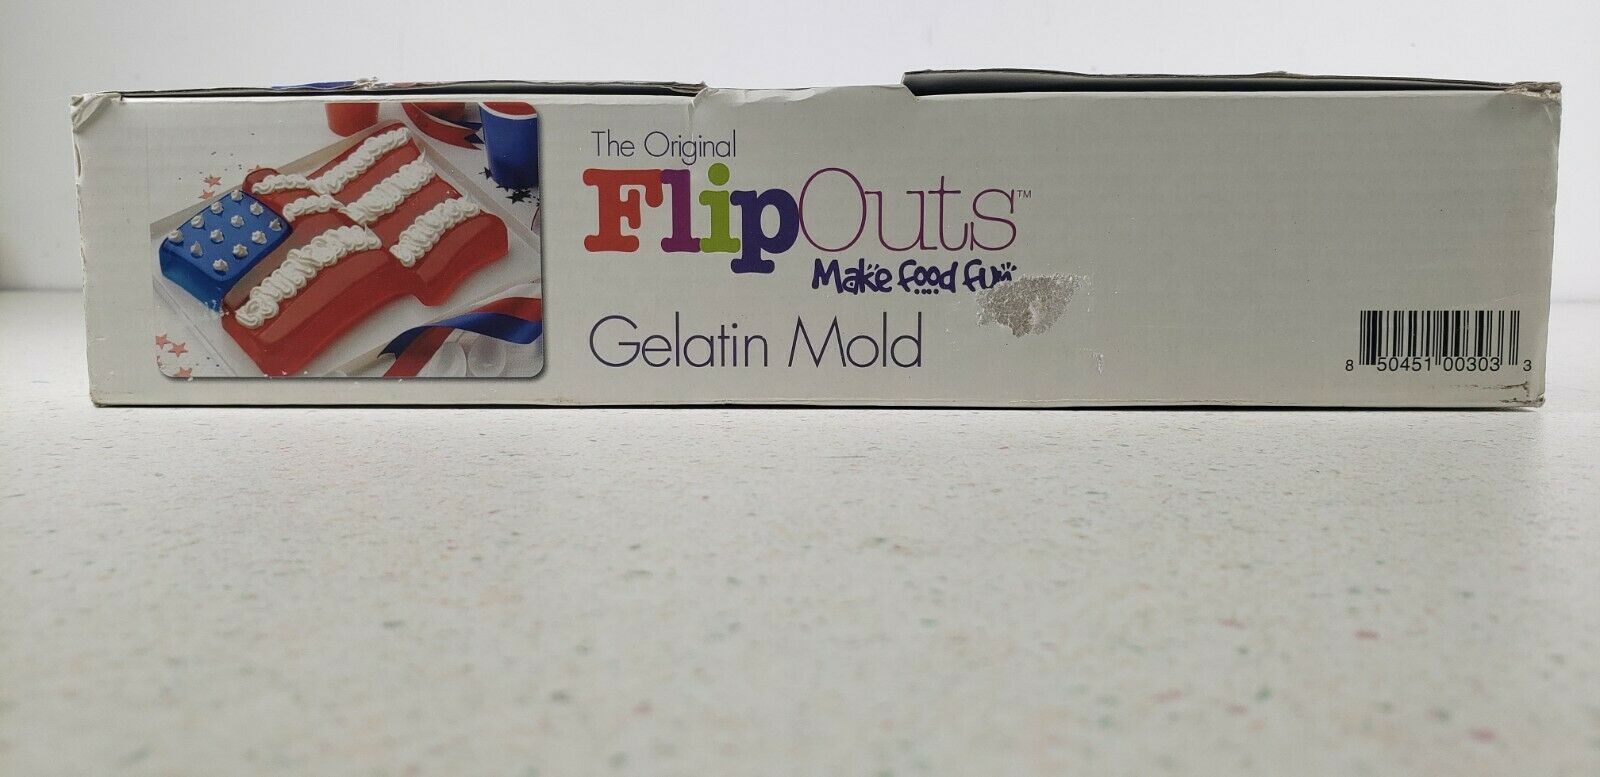 The Original
FlipOuts™
Make food fun
Gelatin Mold
8 50451 00303 3